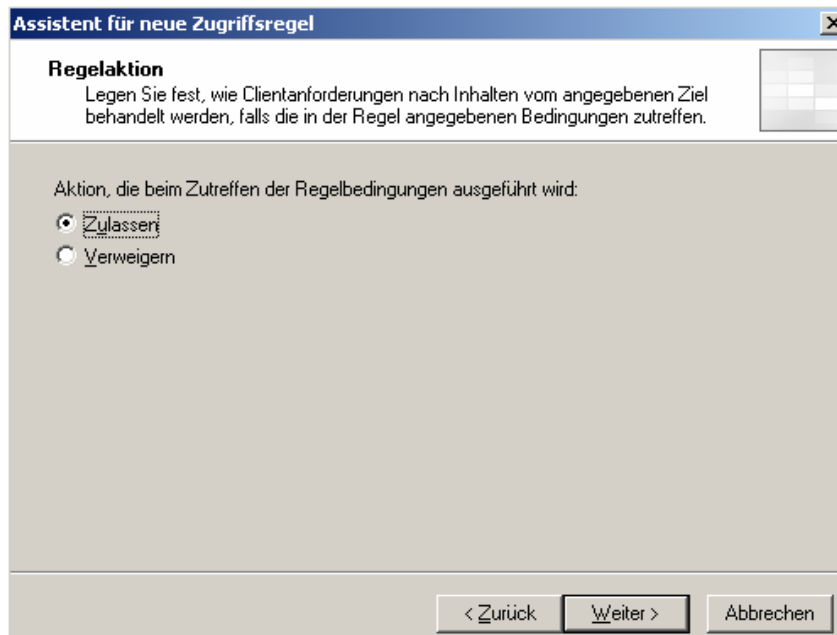 Assistent für neue Zugriffsregel
Regelaktion
Legen Sie fest, wie Clientanforderungen nach Inhalten vom angegebenen Ziel
behandelt werden, falls die in der Regel angegebenen Bedingungen zutreffen.
Aktion, die beim Zutreffen der Regelbedingungen ausgeführt wird:
Zulassen
Verweigern
< Zurück Weiter > Abbrechen